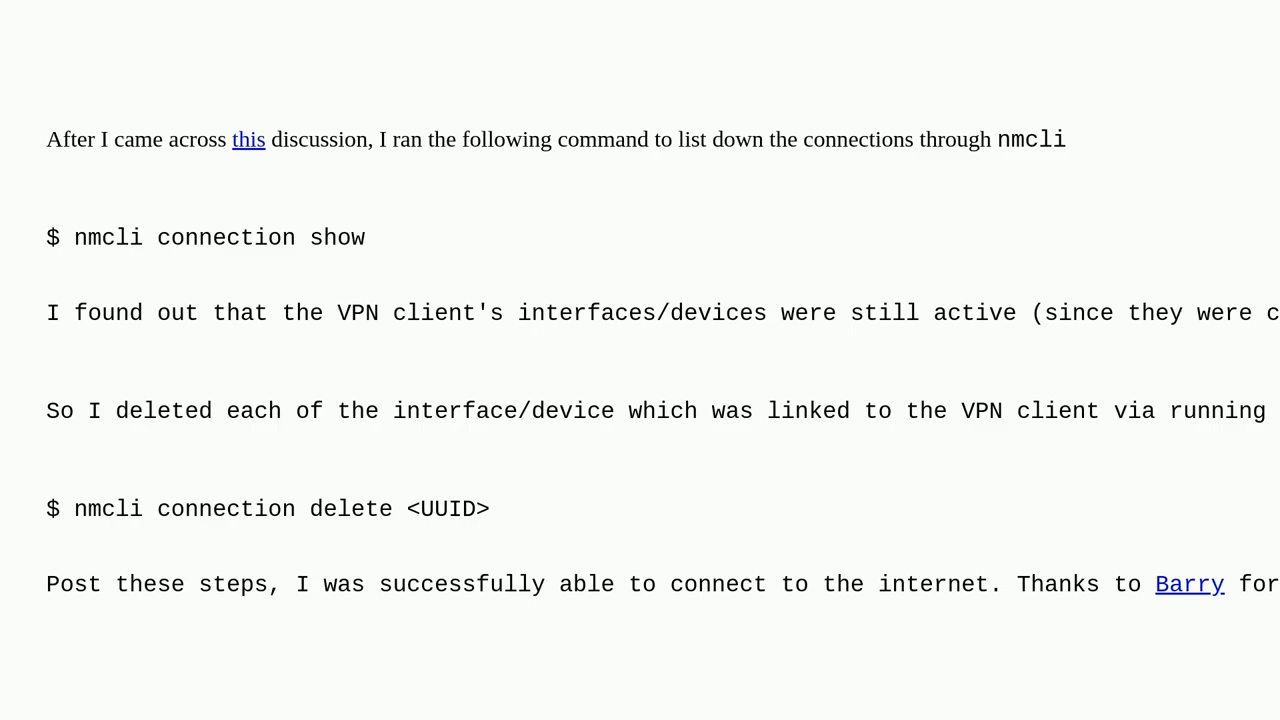 After I came across this discussion, I ran the following command to list down the connections through nmcli
$ nmcli connection show
I found out that the VPN client's interfaces/devices were still active (since they were
So I deleted each of the interface/device which was linked to the VPN client via running
$ nmcli connection delete <UUID>
Post these steps, I was successfully able to connect to the internet. Thanks to Barry for